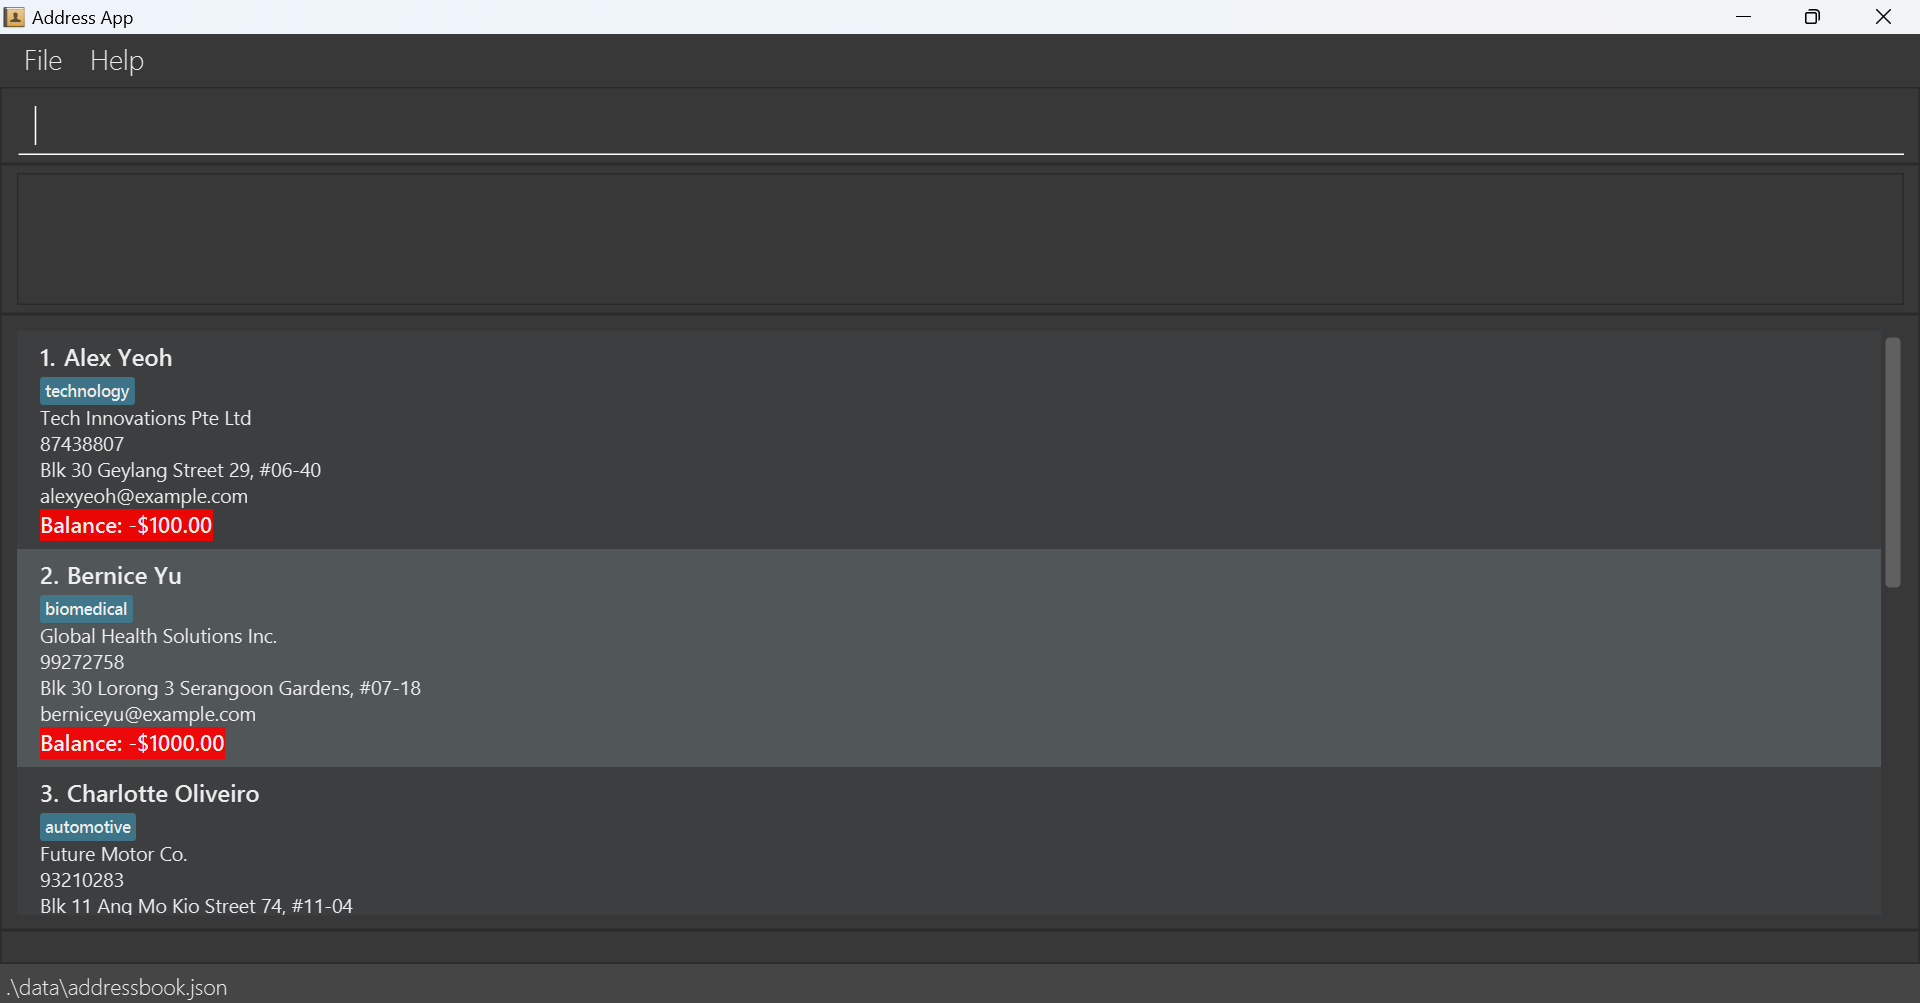 Address App
File Help
1. Alex Yeoh
technology
Tech Innovations Pte Ltd
87438807
Blk 30 Geylang Street 29, #06-40
alexyeoh@example.com
Balance: -$100.00
2. Bernice Yu
biomedical
Global Health Solutions Inc.
99272758
Blk 30 Lorong 3 Serangoon Gardens, #07-18
berniceyu@example.com
Balance: -$1000.00
3. Charlotte Oliveiro
automotive
Future Motor Co.
93210283
Blk 11 Ang Mo Kio Street 74, #11-04
.\data\addressbook.json